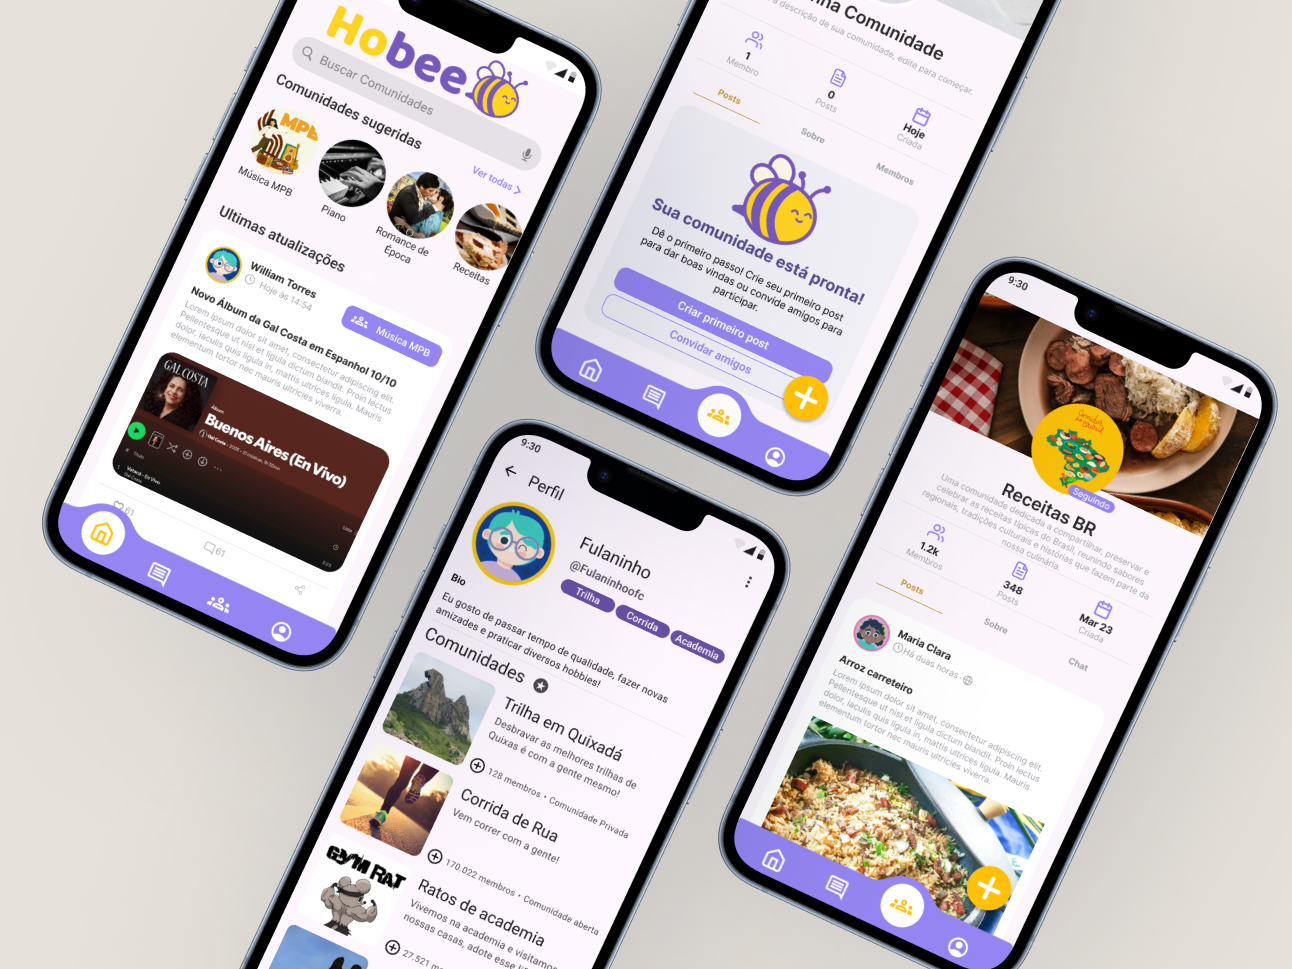 Hobee
Buscar Comunidades
Comunidades sugeridas
Ver todas
MPB
Música MPB
Piano
Romance de
Época
Receitas
Ultimas atualizações
William Torres
Hoje às 14:54
Música MPB
Novo Álbum da Gal Costa em Espanhol 10/10
Lorem ipsum dolor sit amet, consectetur adipiscing elit.
Pellentesque ut nisl et ligula dictum blandit. Proin lectus
dolor, iaculis quis ligula in, mattis ultrices ligula. Mauris
elementum tortor nec mauris ultricies viverra.
GAL COSTA
Álbum
Buenos Aires (En Vivo)
61
61
Comunidade
descrição de sua comunidade, edite para começar.
1
Membro
0
Posts
Hoje
Criada
Posts
Sobre
Membros
Sua comunidade está pronta!
Dê o primeiro passo! Crie seu primeiro post
para dar boas vindas ou convide amigos para
participar.
Criar primeiro post
Convidar amigos
9:30
Perfil
Fulaninho
@Fulaninhoofc
Trilha
Corrida
Academia
Bio
Eu gosto de passar tempo de qualidade, fazer novas
amizades e praticar diversos hobbies!
Comunidades
Trilha em Quixadá
Desbravar as melhores trilhas de
Quixas é com a gente mesmo!
128 membros • Comunidade Privada
Corrida de Rua
Vem correr com a gente!
170.022 membros • Comunidade aberta
GYM RAT
Ratos de academia
Vivemos na academia e visitamos
nossas casas, adote esse
27.521
9:30
Seguindo
Receitas BR
Uma comunidade dedicada a compartilhar, preservar e
celebrar as receitas típicas do Brasil, reunindo sabores
regionais, tradições culturais e histórias que fazem parte da
nossa culinária.
1.2k
Membros
348
Posts
Mar 23
Criada
Posts
Sobre
Chat
Maria Clara
Há duas horas
Arroz carreteiro
Lorem ipsum dolor sit amet, consectetur adipiscing elit.
Pellentesque ut nisl et ligula dictum blandit. Proin lectus
dolor, iaculis quis ligula in, mattis ultrices ligula. Mauris
elementum tortor nec mauris ultricies viverra.